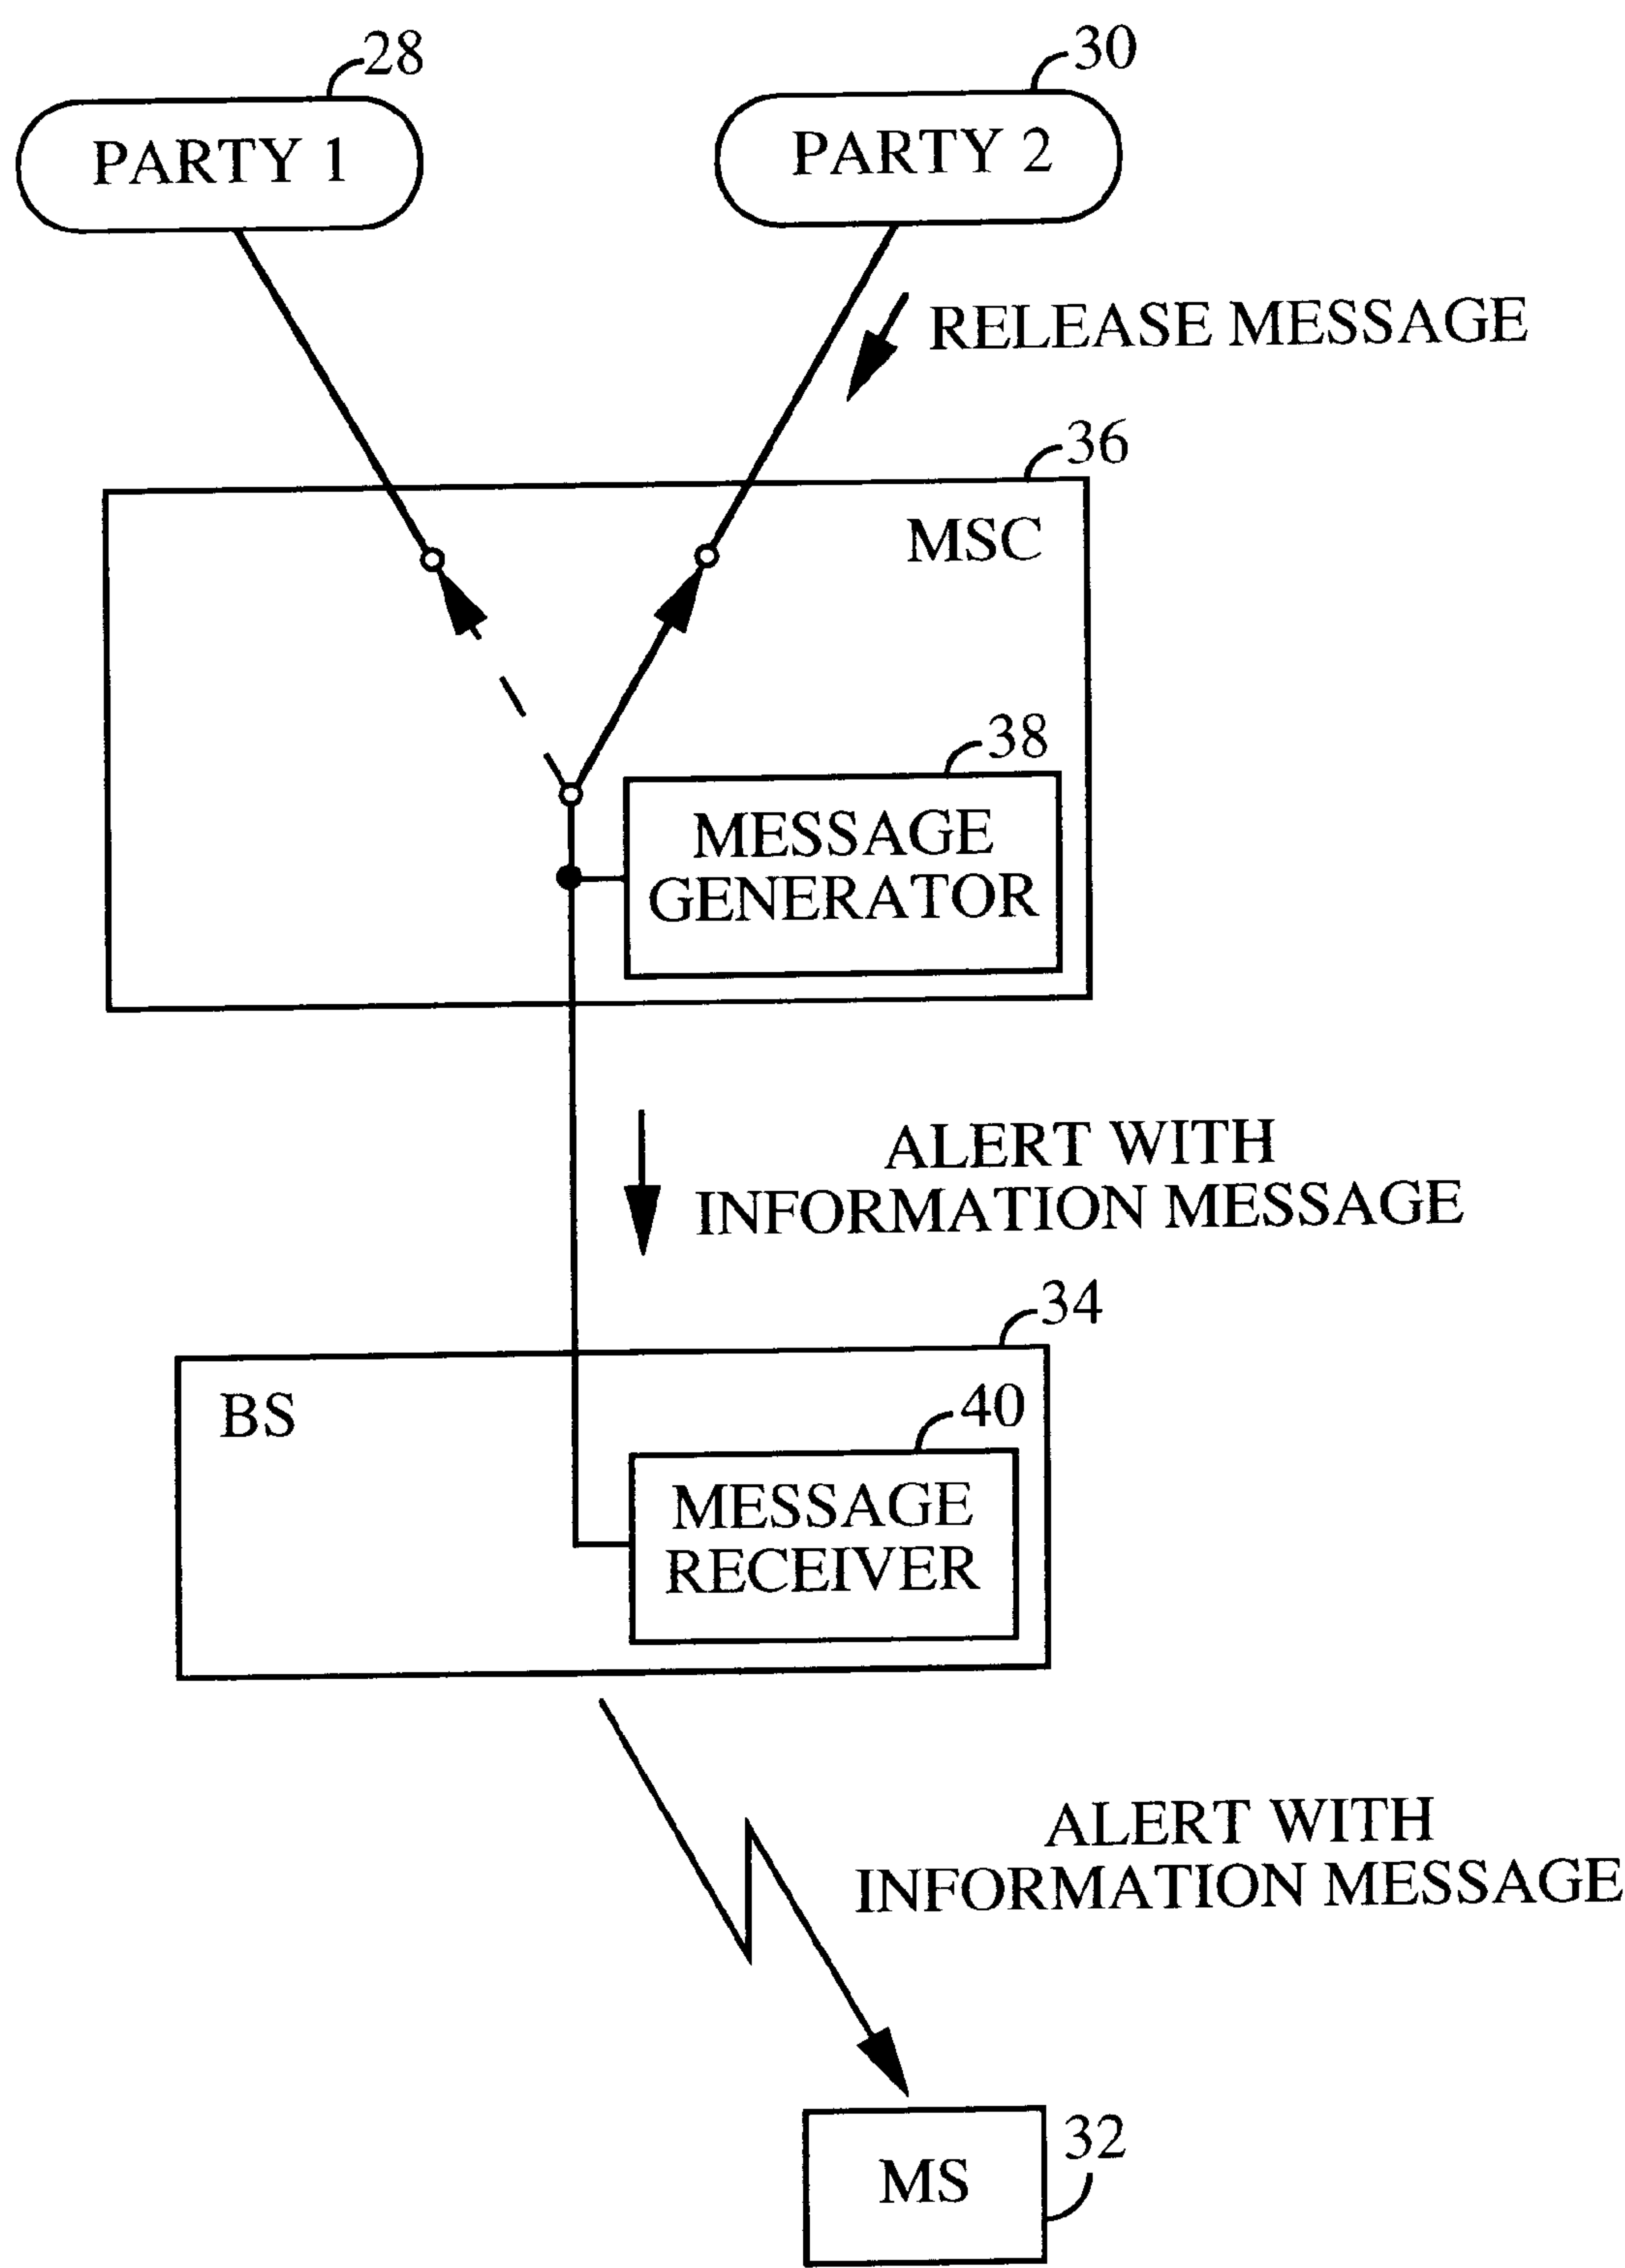 28
30
PARTY 1
PARTY 2
RELEASE MESSAGE
36
MSC
38
MESSAGE
GENERATOR
ALERT WITH
INFORMATION MESSAGE
34
BS
40
MESSAGE
RECEIVER
ALERT WITH
INFORMATION MESSAGE
32
MS